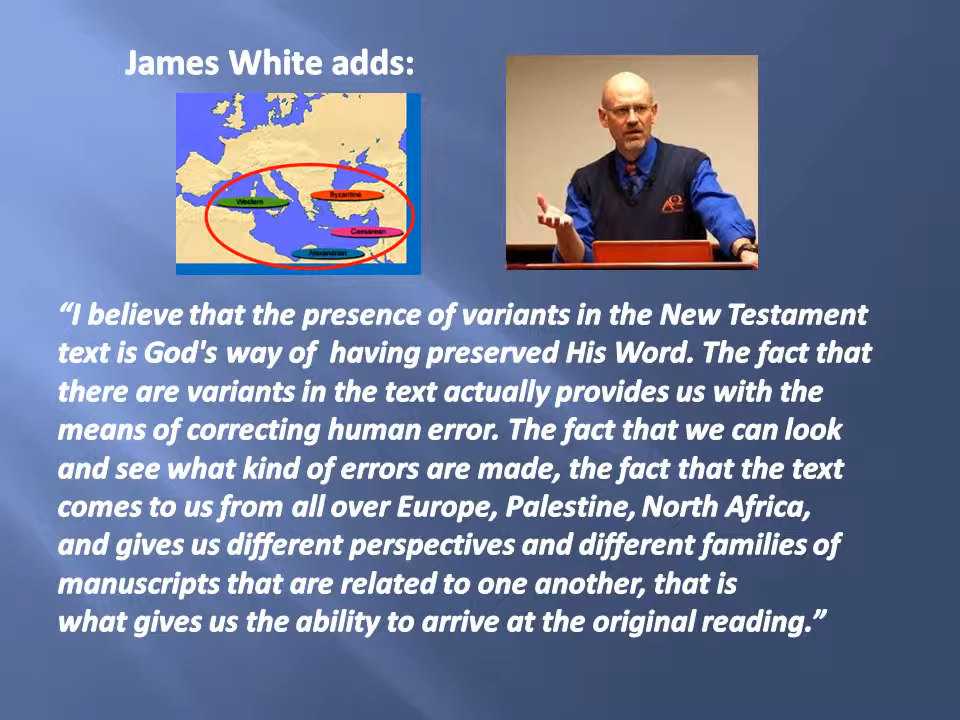 James White adds:
Western
Byzantine
Caesarean
Alexandrian
“I believe that the presence of variants in the New Testament
text is God's way of  having preserved His Word. The fact that
there are variants in the text actually provides us with the
means of correcting human error. The fact that we can look
and see what kind of errors are made, the fact that the text
comes to us from all over Europe, Palestine, North Africa,
and gives us different perspectives and different families of
manuscripts that are related to one another, that is
what gives us the ability to arrive at the original reading.”